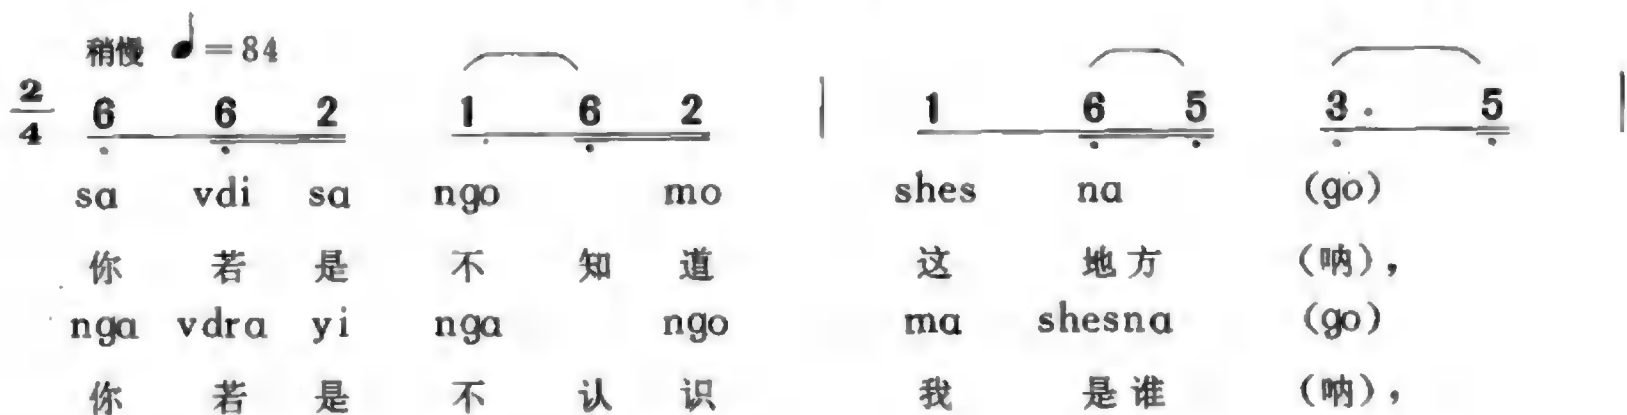 稍慢 ♩=84
2/4 6 6 2 1 6 2 | 1 6 5 3. 5 |
sa vdi sa ngo mo shes na (go)
你 若 是 不 知 道 这 地 方 (呐),
nga vdra yi nga ngo ma shesna (go)
你 若 是 不 认 识 我 是 谁 (呐),